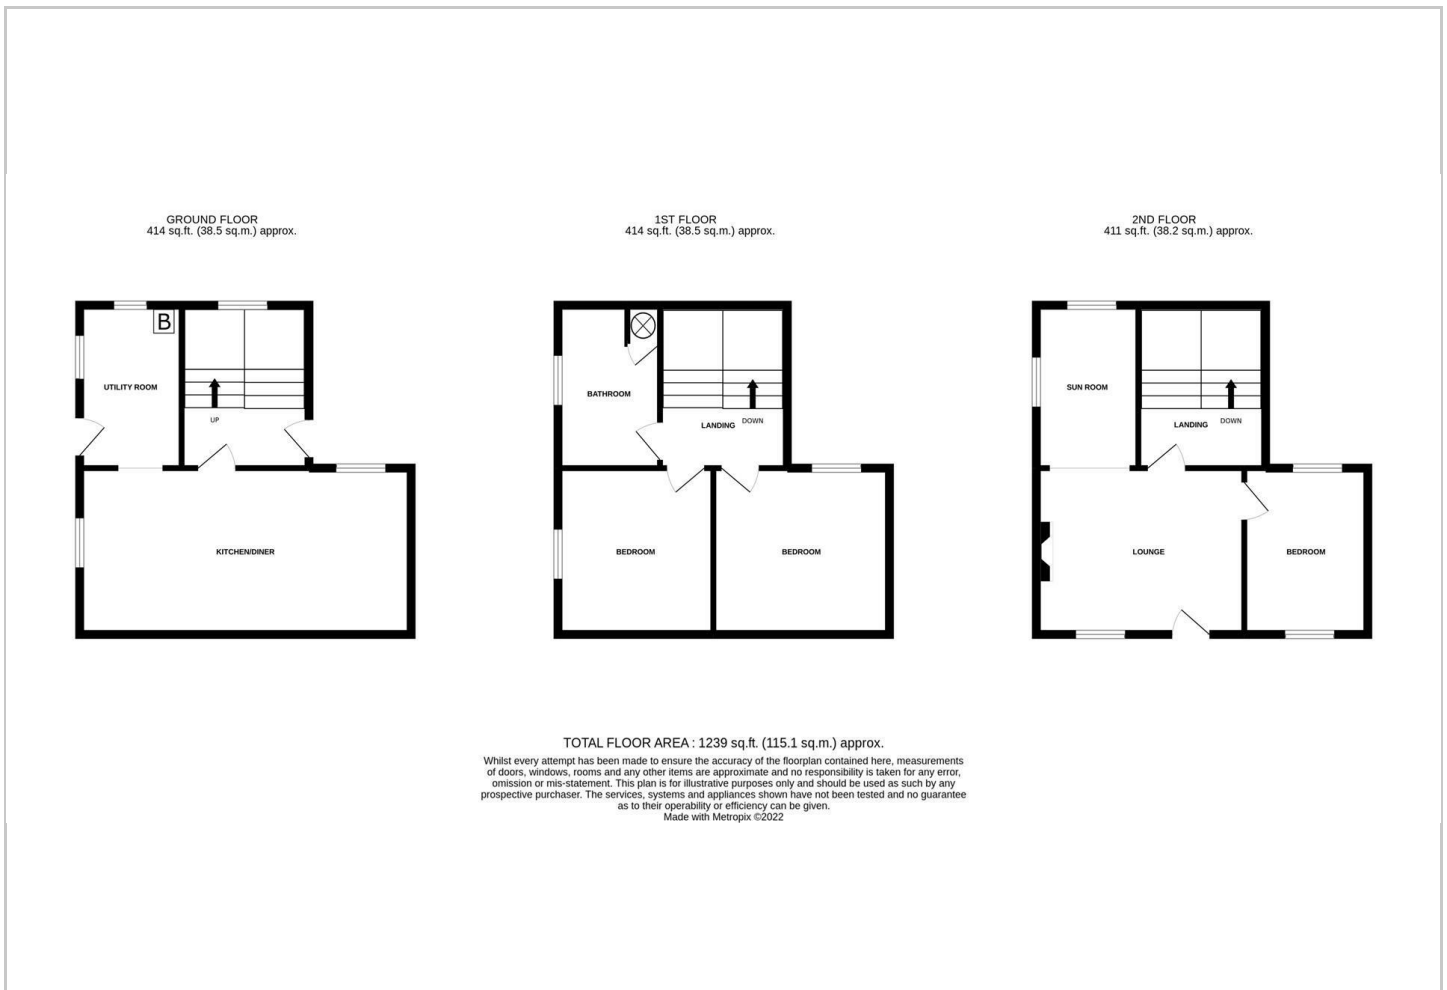 GROUND FLOOR
414 sq.ft. (38.5 sq.m.) approx.
B
UTILITY ROOM
UP
KITCHEN/DINER
1ST FLOOR
414 sq.ft. (38.5 sq.m.) approx.
BATHROOM
LANDING
DOWN
BEDROOM
BEDROOM
2ND FLOOR
411 sq.ft. (38.2 sq.m.) approx.
SUN ROOM
LANDING
DOWN
LOUNGE
BEDROOM
TOTAL FLOOR AREA : 1239 sq.ft. (115.1 sq.m.) approx.
Whilst every attempt has been made to ensure the accuracy of the floorplan contained here, measurements
of doors, windows, rooms and any other items are approximate and no responsibility is taken for any error,
omission or mis-statement. This plan is for illustrative purposes only and should be used as such by any
prospective purchaser. The services, systems and appliances shown have not been tested and no guarantee
as to their operability or efficiency can be given.
Made with Metropix ©2022